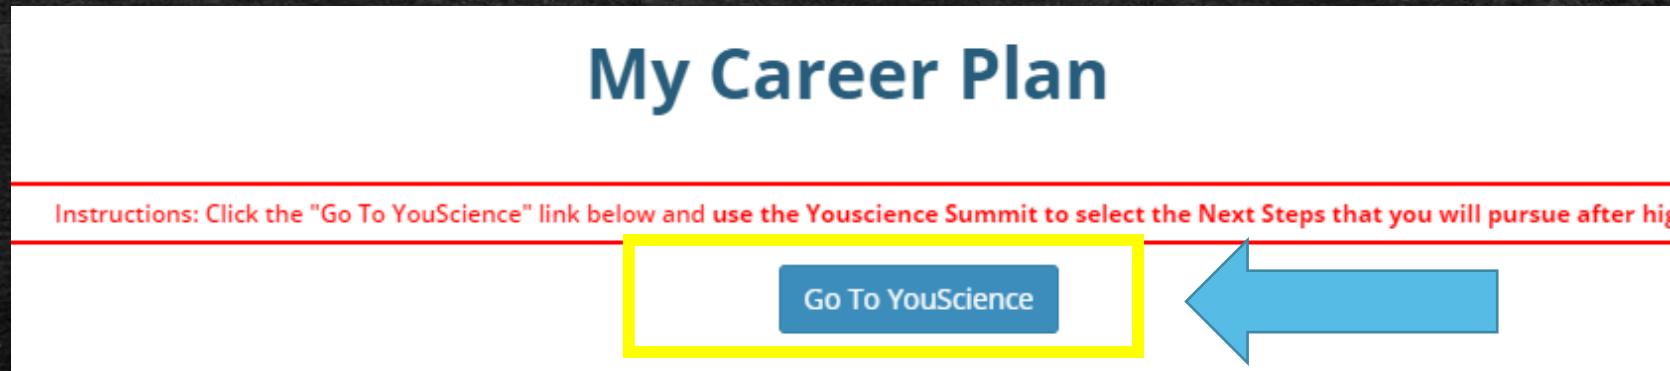 My Career Plan
Instructions: Click the "Go To YouScience" link below and use the Youscience Summit to select the Next Steps that you will pursue after
Go To YouScience